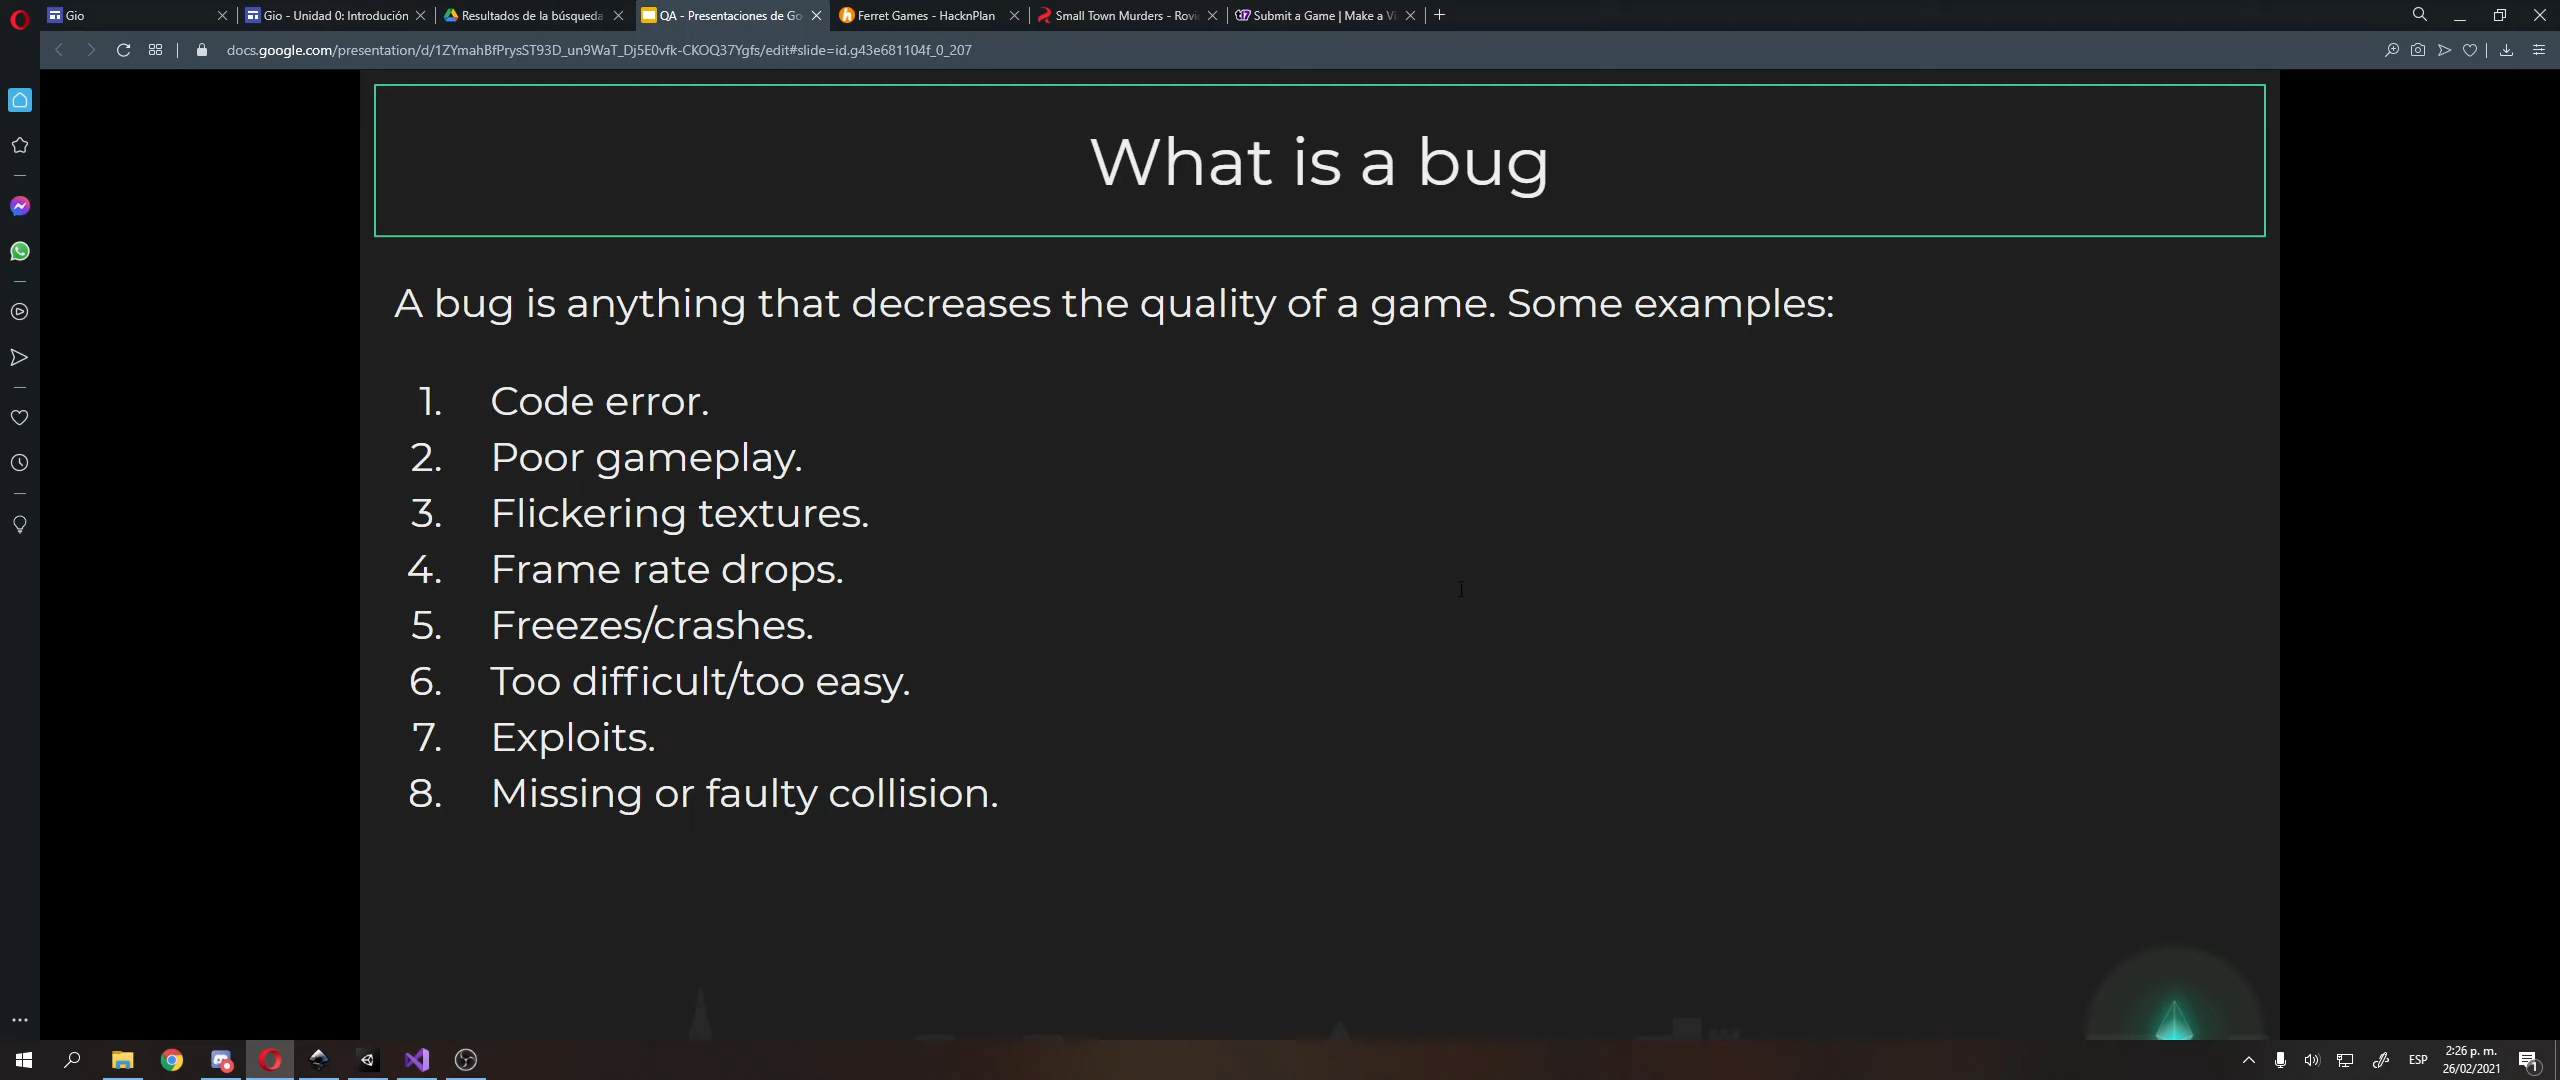 Gio
Gio - Unidad 0: Introducción
Resultados de la búsqueda
QA - Presentaciones de Go
Ferret Games - HacknPlan
Small Town Murders - Rovi
Submit a Game | Make a Vi
docs.google.com/presentation/d/1ZYmahBfPrysST93D_un9WaT_Dj5E0vfk-CKOQ37Ygfs/edit#slide=id.g43e681104f_0_207
What is a bug
A bug is anything that decreases the quality of a game. Some examples:
1. Code error.
2. Poor gameplay.
3. Flickering textures.
4. Frame rate drops.
5. Freezes/crashes.
6. Too difficult/too easy.
7. Exploits.
8. Missing or faulty collision.
ESP
2:26 p. m.
26/02/2021
1